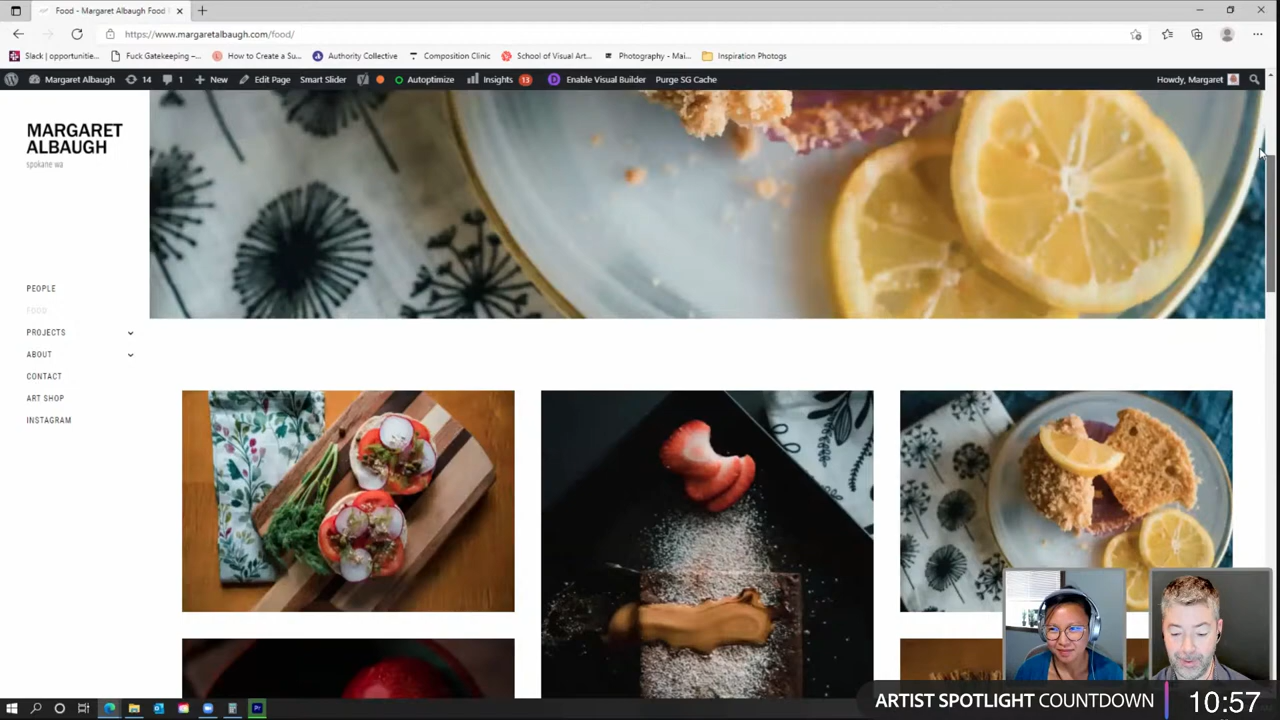 Food - Margaret Albaugh Food
https://www.margaretalbaugh.com/food/
Slack | opportunitie... Fuck Gatekeeping –... How to Create a Su... Authority Collective Composition Clinic School of Visual Art... Photography - Mai... Inspiration Photogs
Margaret Albaugh 14 1 New Edit Page Smart Slider Autoptimize Insights 13 Enable Visual Builder Purge SG Cache Howdy, Margaret
MARGARET
ALBAUGH
spokane wa
PEOPLE
FOOD
PROJECTS
ABOUT
CONTACT
ART SHOP
INSTAGRAM
ARTIST SPOTLIGHT COUNTDOWN 10:57